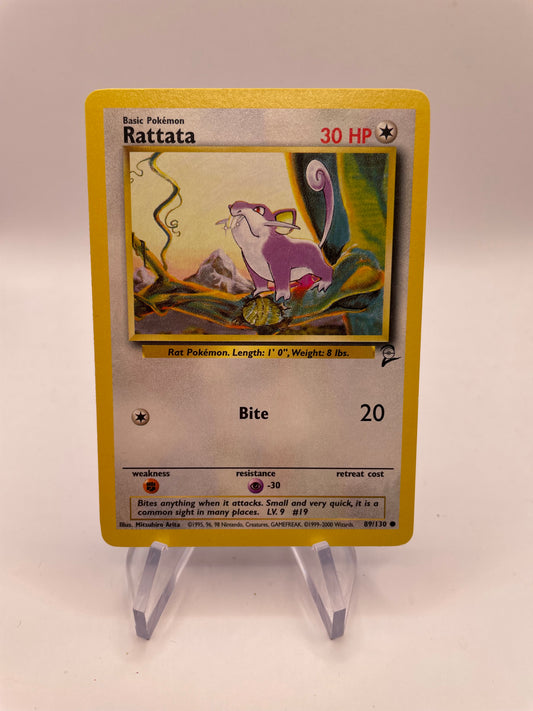 Basic Pokémon
Rattata 30 HP
Rat Pokémon. Length: 1' 0", Weight: 8 lbs.
Bite 20
weakness resistance retreat cost
-30
Bites anything when it attacks. Small and very quick, it is a
common sight in many places. LV. 9 #19
Illus. Mitsuhiro Arita ©1995, 96, 98 Nintendo, Creatures, GAMEFREAK. ©1999-2000 Wizards. 89/130